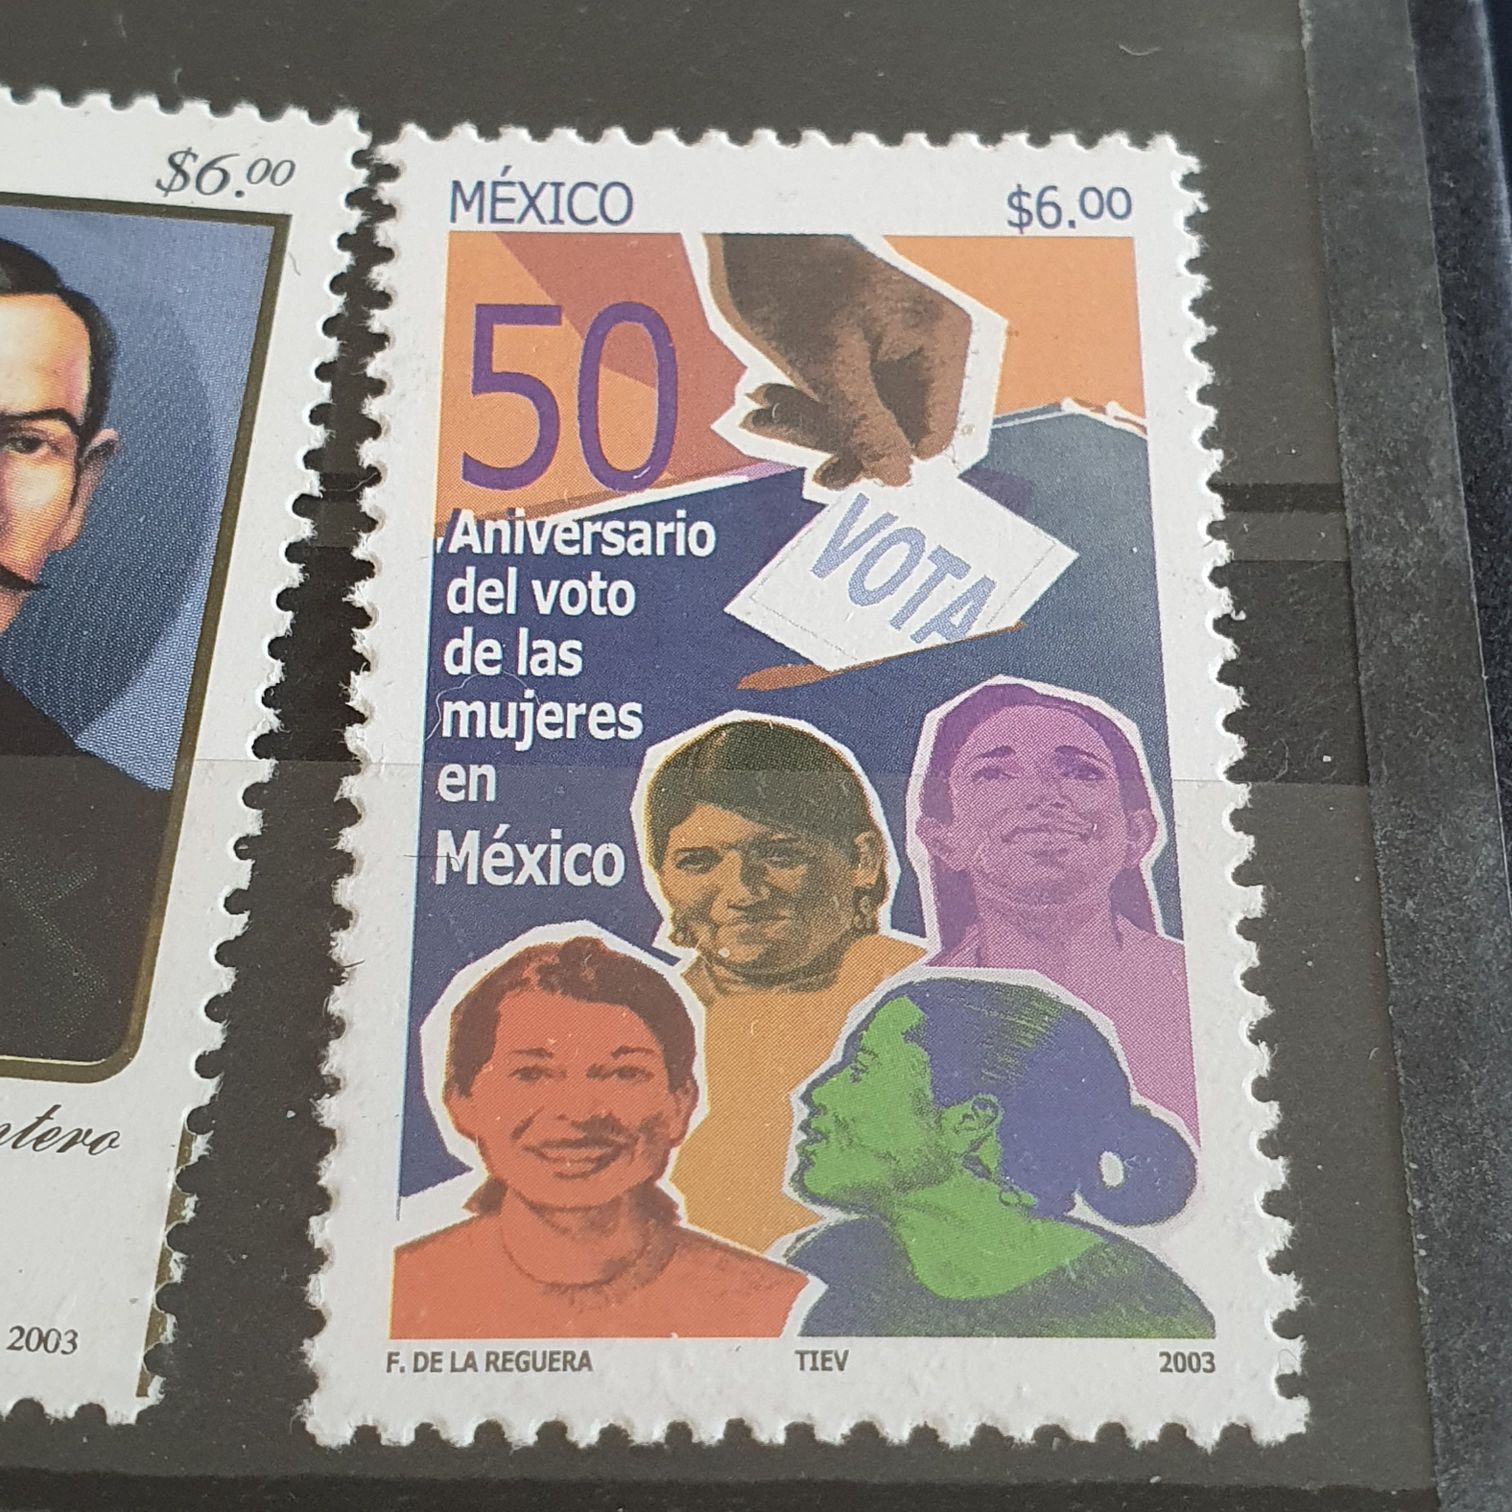 $6.00
ntero
2003
MÉXICO
$6.00
50
Aniversario
del voto
de las
mujeres
en
México
VOTA
F. DE LA REGUERA TIEV 2003